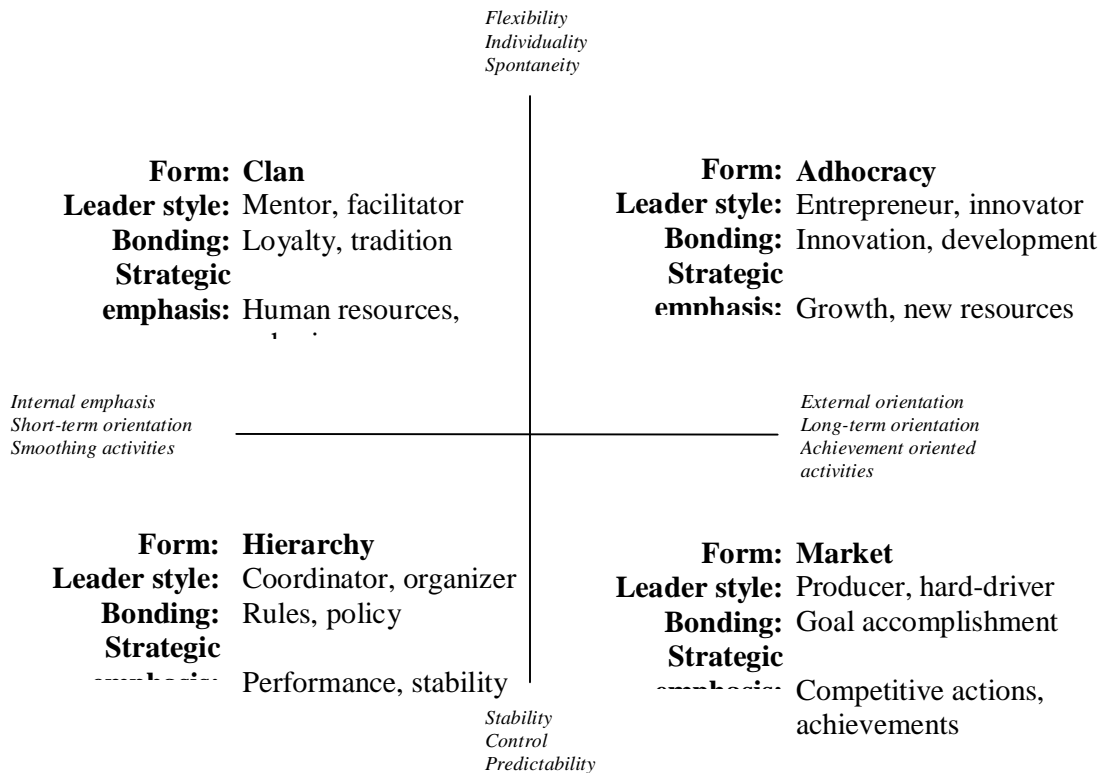 Flexibility
Individuality
Spontaneity
Form: Clan
Leader style: Mentor, facilitator
Bonding: Loyalty, tradition
Strategic
emphasis: Human resources,
Form: Adhocracy
Leader style: Entrepreneur, innovator
Bonding: Innovation, development
Strategic
emphasis: Growth, new resources
Internal emphasis
Short-term orientation
Smoothing activities
External orientation
Long-term orientation
Achievement oriented
activities
Form: Hierarchy
Leader style: Coordinator, organizer
Bonding: Rules, policy
Strategic
Performance, stability
Form: Market
Leader style: Producer, hard-driver
Bonding: Goal accomplishment
Strategic
emphasis: Competitive actions,
achievements
Stability
Control
Predictability